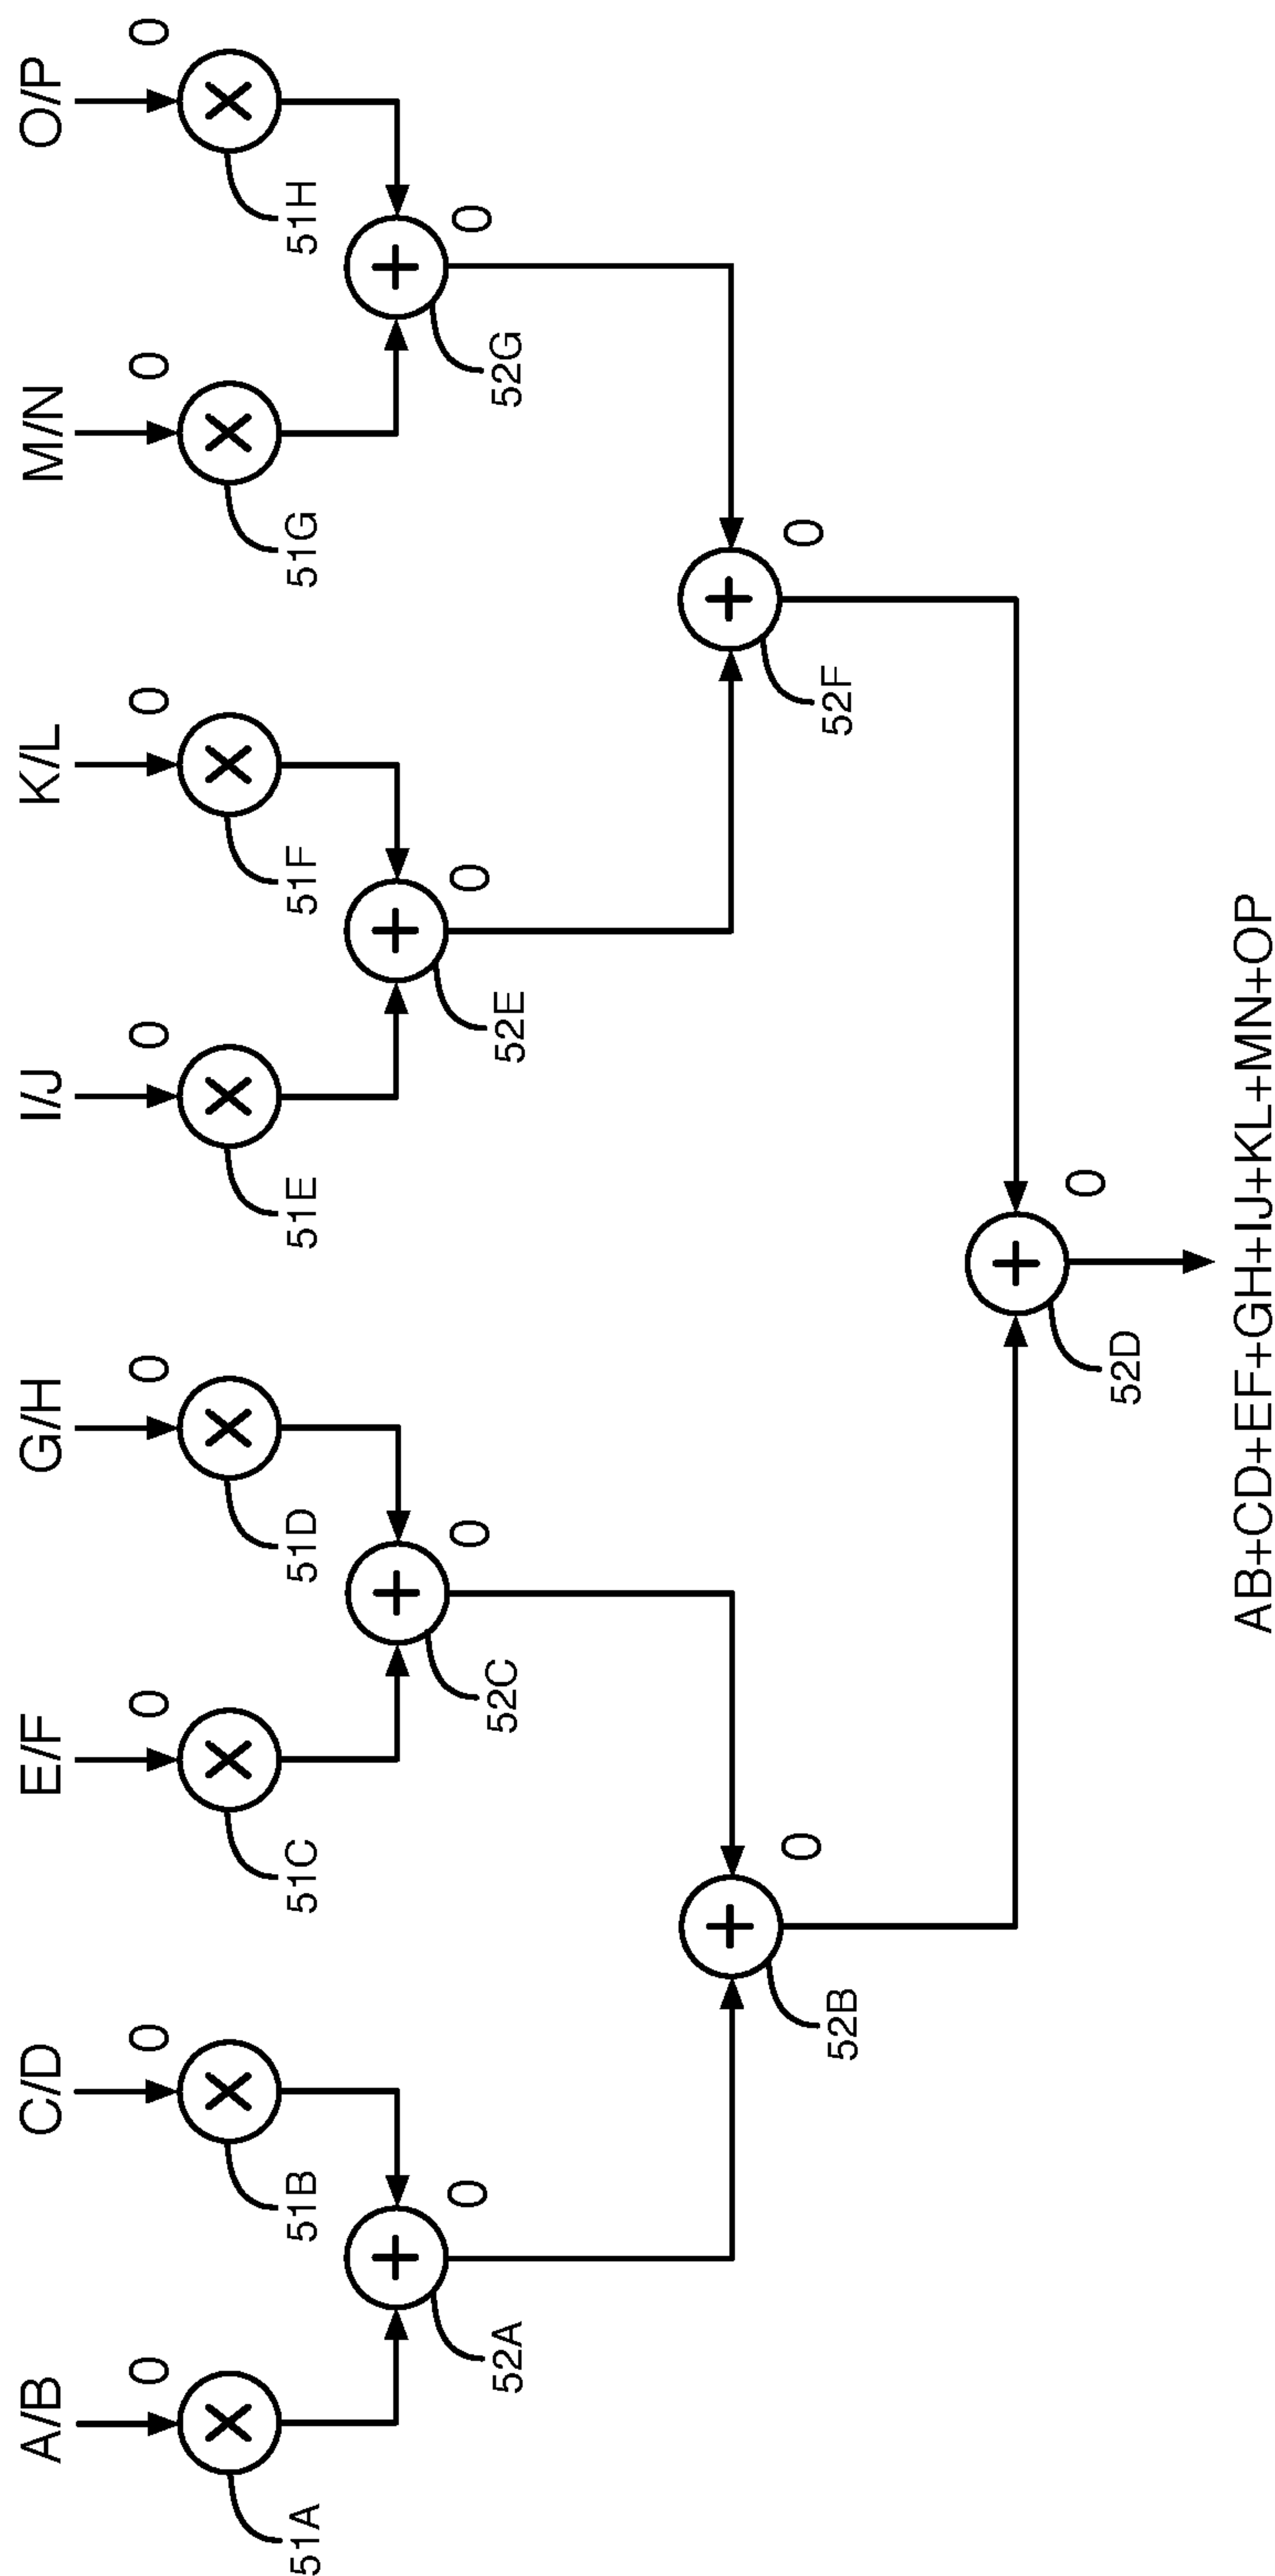 A/B
C/D
E/F
G/H
I/J
K/L
M/N
O/P
0
0
0
0
0
0
0
0
×
×
×
×
×
×
×
×
51A
51B
51C
51D
51E
51F
51G
51H
+
+
+
+
0
0
0
0
52A
52C
52E
52G
+
+
0
0
52B
52F
+
0
52D
AB+CD+EF+GH+IJ+KL+MN+OP